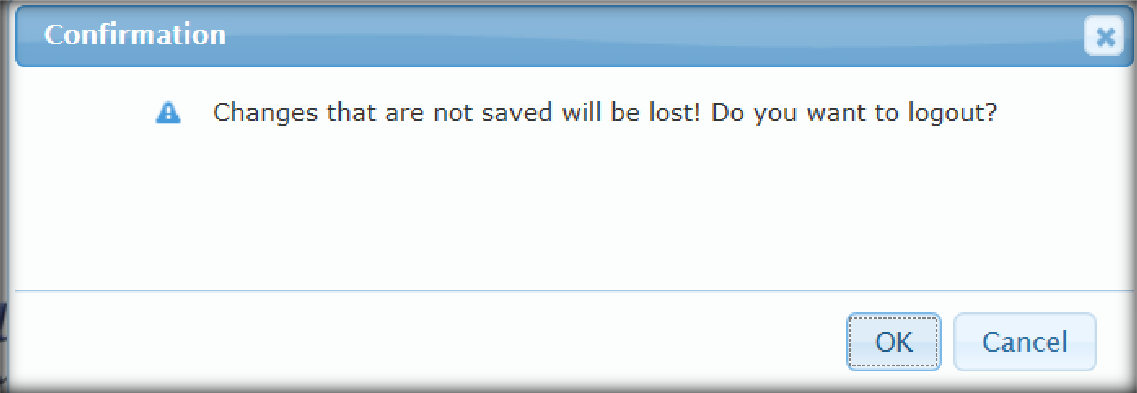 Confirmation
Changes that are not saved will be lost! Do you want to logout?
OK
Cancel